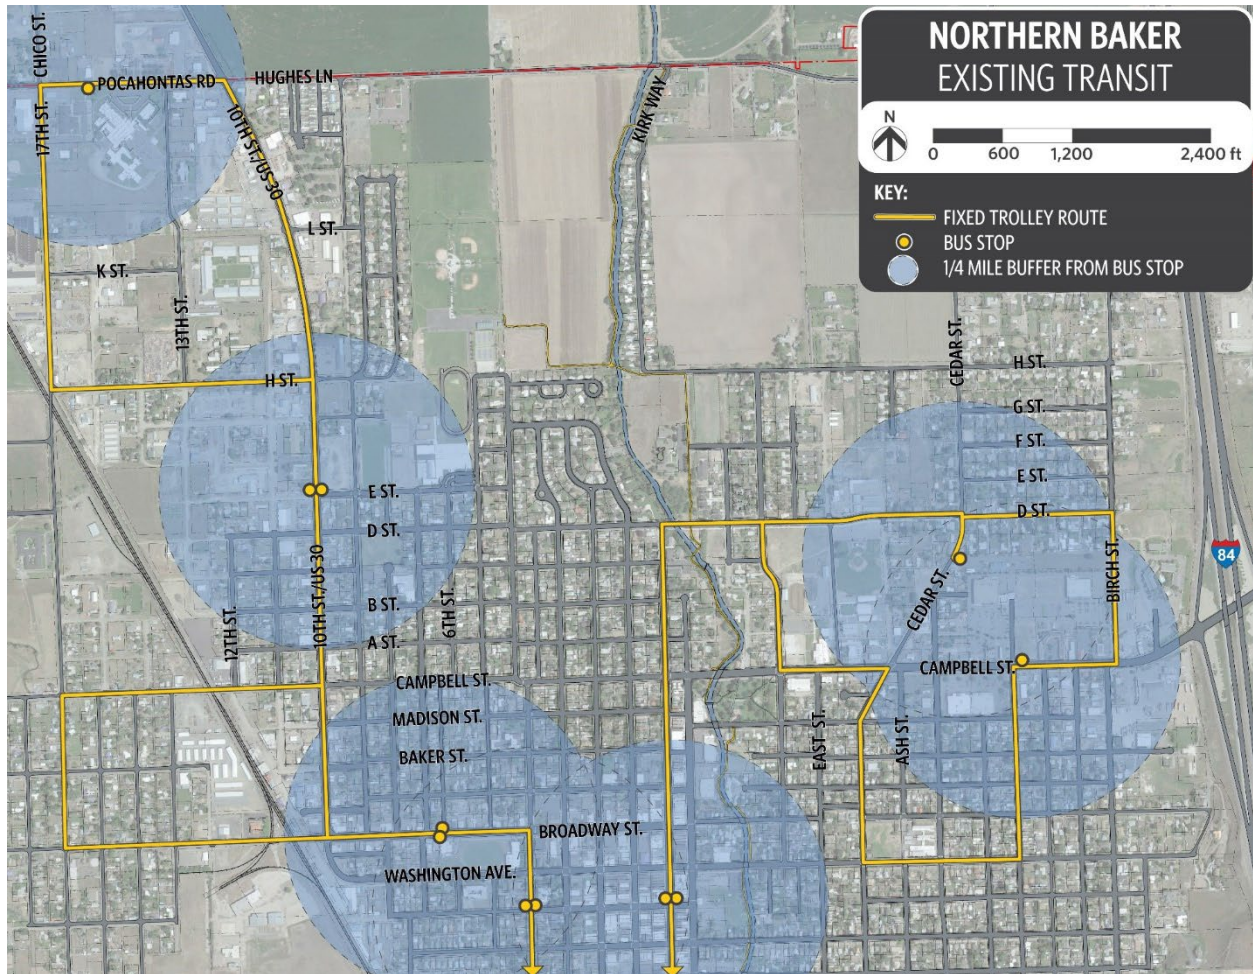 NORTHERN BAKER
EXISTING TRANSIT
N
0 600 1,200 2,400 ft
KEY:
FIXED TROLLEY ROUTE
BUS STOP
1/4 MILE BUFFER FROM BUS STOP
CHICO ST.
POCAHONTAS RD
HUGHES LN
17TH ST.
10TH ST./US 30
KIRK WAY
L ST.
K ST.
13TH ST.
H ST.
CEDAR ST.
H ST.
G ST.
F ST.
E ST.
D ST.
E ST.
D ST.
10TH ST./US 30
B ST.
A ST.
12TH ST.
6TH ST.
CEDAR ST.
BIRCH ST.
84
CAMPBELL ST.
CAMPBELL ST.
MADISON ST.
BAKER ST.
EAST ST.
ASH ST.
BROADWAY ST.
WASHINGTON AVE.